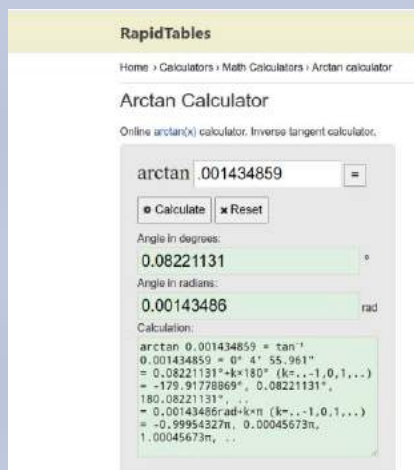 RapidTables
Home › Calculators › Math Calculators › Arctan calculator
Arctan Calculator
Online arctan(x) calculator. Inverse tangent calculator.
arctan .001434859 =
Calculate × Reset
Angle in degrees:
0.08221131 °
Angle in radians:
0.00143486 rad
Calculation:
arctan 0.001434859 = tan⁻¹
0.001434859 = 0° 4' 55.961"
= 0.08221131°+k×180° (k=..-1,0,1,..)
= -179.91778869°, 0.08221131°,
180.08221131°, ..
= 0.00143486rad+k×π (k=..-1,0,1,..)
= -0.99954327π, 0.00045673π,
1.00045673π, ..